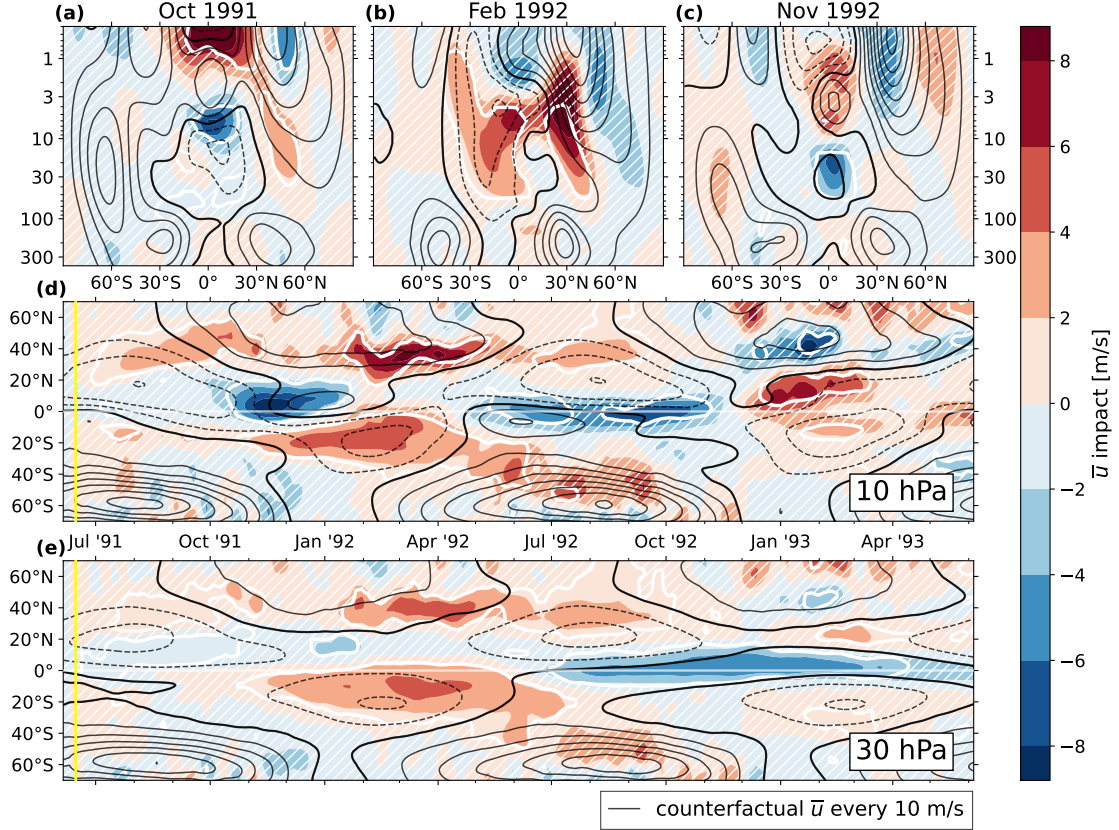 (a) Oct 1991
(b) Feb 1992
(c) Nov 1992
1
3
10
30
100
300
1
3
10
30
100
300
60°S 30°S 0° 30°N 60°N
60°S 30°S 0° 30°N 60°N
60°S 30°S 0° 30°N 60°N
(d)
60°N
40°N
20°N
0°
20°S
40°S
60°S
10 hPa
Jul '91 Oct '91 Jan '92 Apr '92 Jul '92 Oct '92 Jan '93 Apr '93
(e)
60°N
40°N
20°N
0°
20°S
40°S
60°S
30 hPa
counterfactual u̅ every 10 m/s
8
6
4
2
0
−2
−4
−6
−8
u̅ impact [m/s]